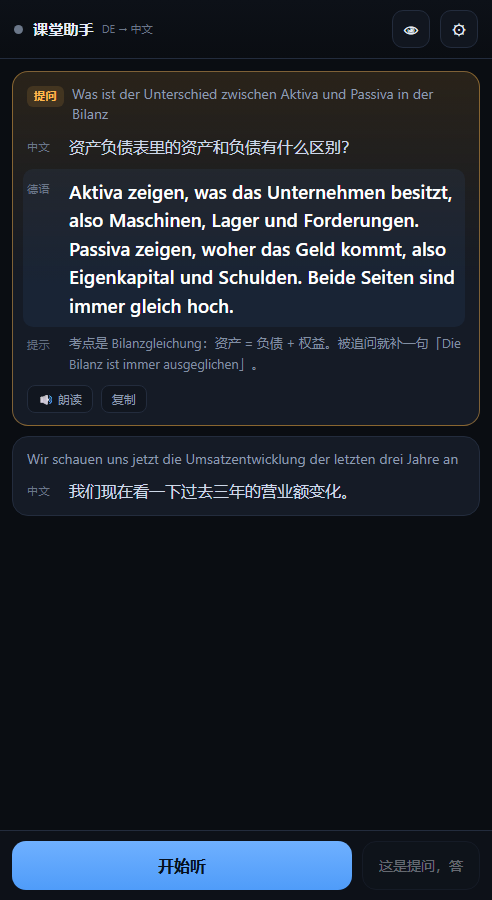 课堂助手 DE → 中文
提问 Was ist der Unterschied zwischen Aktiva und Passiva in der
Bilanz
中文 资产负债表里的资产和负债有什么区别？
德语 Aktiva zeigen, was das Unternehmen besitzt,
also Maschinen, Lager und Forderungen.
Passiva zeigen, woher das Geld kommt, also
Eigenkapital und Schulden. Beide Seiten sind
immer gleich hoch.
提示 考点是 Bilanzgleichung：资产 = 负债 + 权益。被追问就补一句「Die
Bilanz ist immer ausgeglichen」。
朗读 复制
Wir schauen uns jetzt die Umsatzentwicklung der letzten drei Jahre an
中文 我们现在看一下过去三年的营业额变化。
开始听 这是提问，答